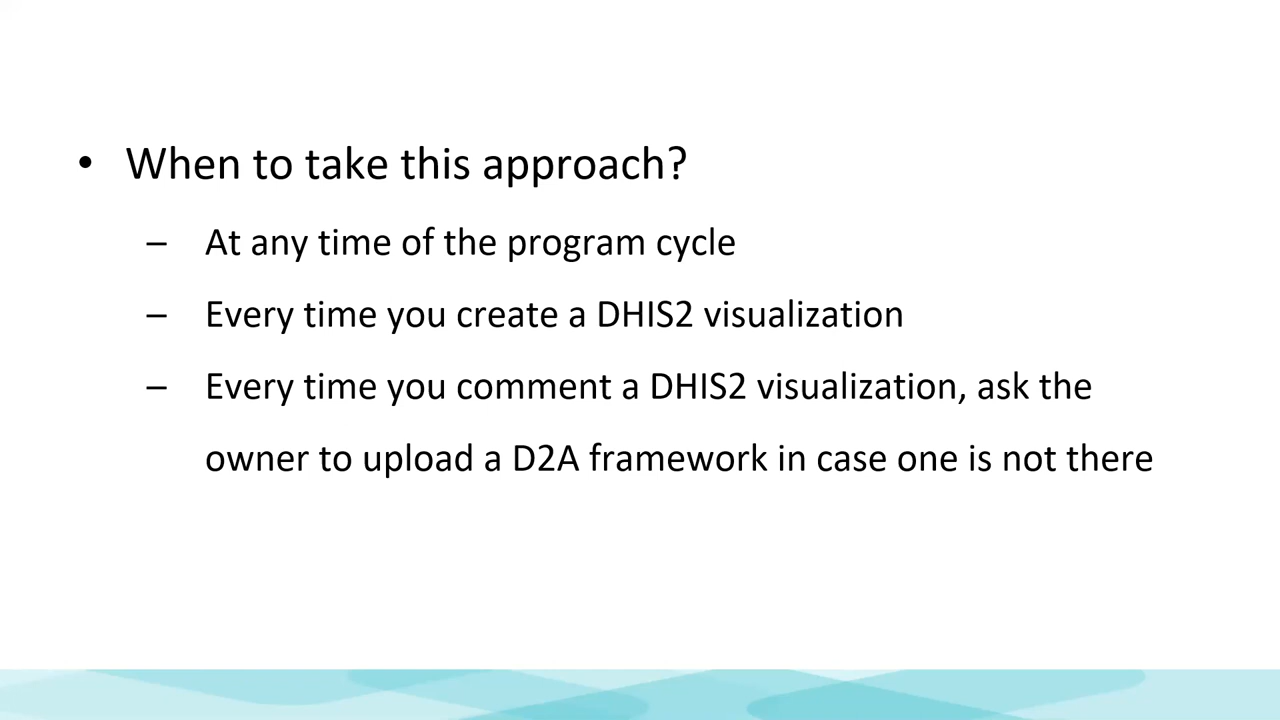 • When to take this approach?
– At any time of the program cycle
– Every time you create a DHIS2 visualization
– Every time you comment a DHIS2 visualization, ask the
owner to upload a D2A framework in case one is not there